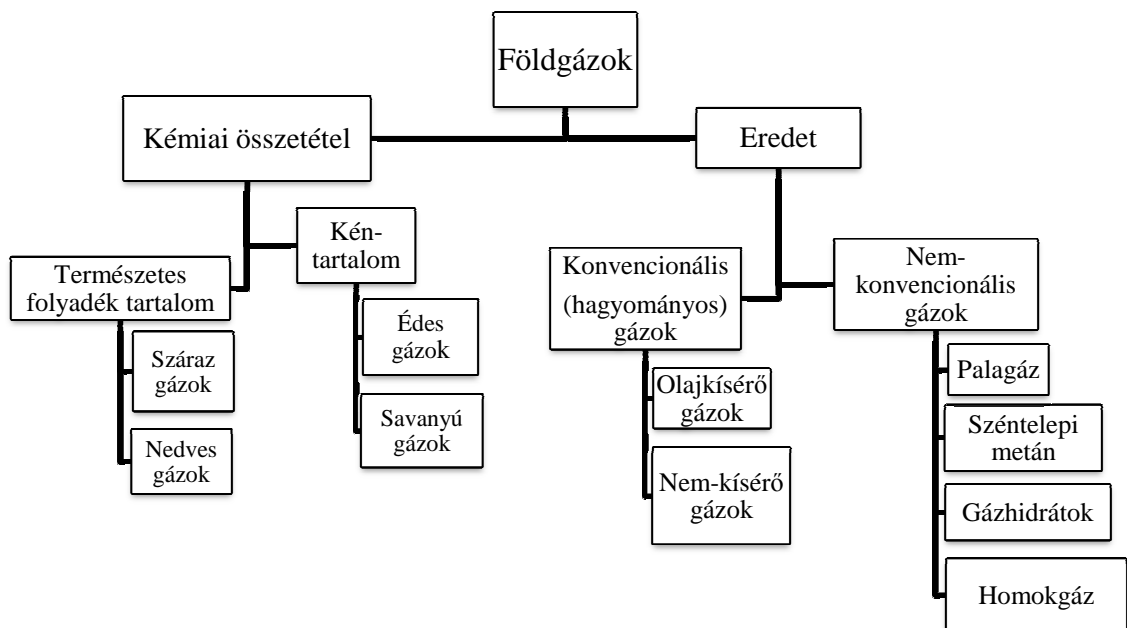 Földgázok
Kémiai összetétel
Eredet
Kén-
tartalom
Természetes
folyadék tartalom
Száraz
gázok
Nedves
gázok
Édes
gázok
Savanyú
gázok
Konvencionális
(hagyományos)
gázok
Olajkísérő
gázok
Nem-kísérő
gázok
Nem-
konvencionális
gázok
Palagáz
Széntelepi
metán
Gázhidrátok
Homokgáz